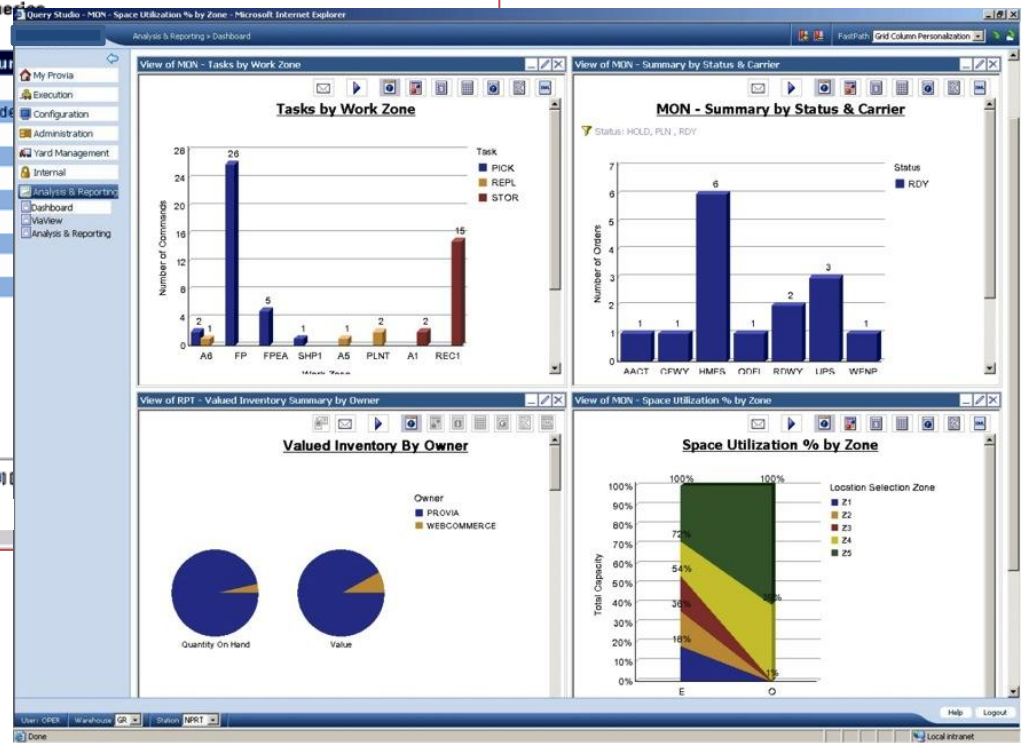 Query Studio - MON - Space Utilization % by Zone - Microsoft Internet Explorer
Analysis & Reporting > Dashboard
FastPath Grid Column Personalization
My Provia
Execution
Configuration
Administration
Yard Management
Internal
Analysis & Reporting
Dashboard
ViaView
Analysis & Reporting
View of MON - Tasks by Work Zone
Tasks by Work Zone
28
24
20
16
12
8
4
0
Number of Commands
2
1
26
5
1
1
2
2
15
A6 FP FPEA SHP1 A5 PLNT A1 REC1
Work Zone
Task
PICK
REPL
STOR
View of MON - Summary by Status & Carrier
MON - Summary by Status & Carrier
Status: HOLD, PLN , RDY
7
6
5
4
3
2
1
0
Number of Orders
1
1
6
1
2
3
1
AACT CFWY HMES ODFL RDWY UPS WENP
Status
RDY
View of RPT - Valued Inventory Summary by Owner
Valued Inventory By Owner
Owner
PROVIA
WEBCOMMERCE
Quantity On Hand
Value
View of MON - Space Utilization % by Zone
Space Utilization % by Zone
100%
90%
80%
70%
60%
50%
40%
30%
20%
10%
0%
Total Capacity
100%
100%
72%
54%
36%
18%
1%
E O
Location Selection Zone
Z1
Z2
Z3
Z4
Z5
Help Logout
User: OPER Warehouse GR Station NPRT
Done
Local intranet